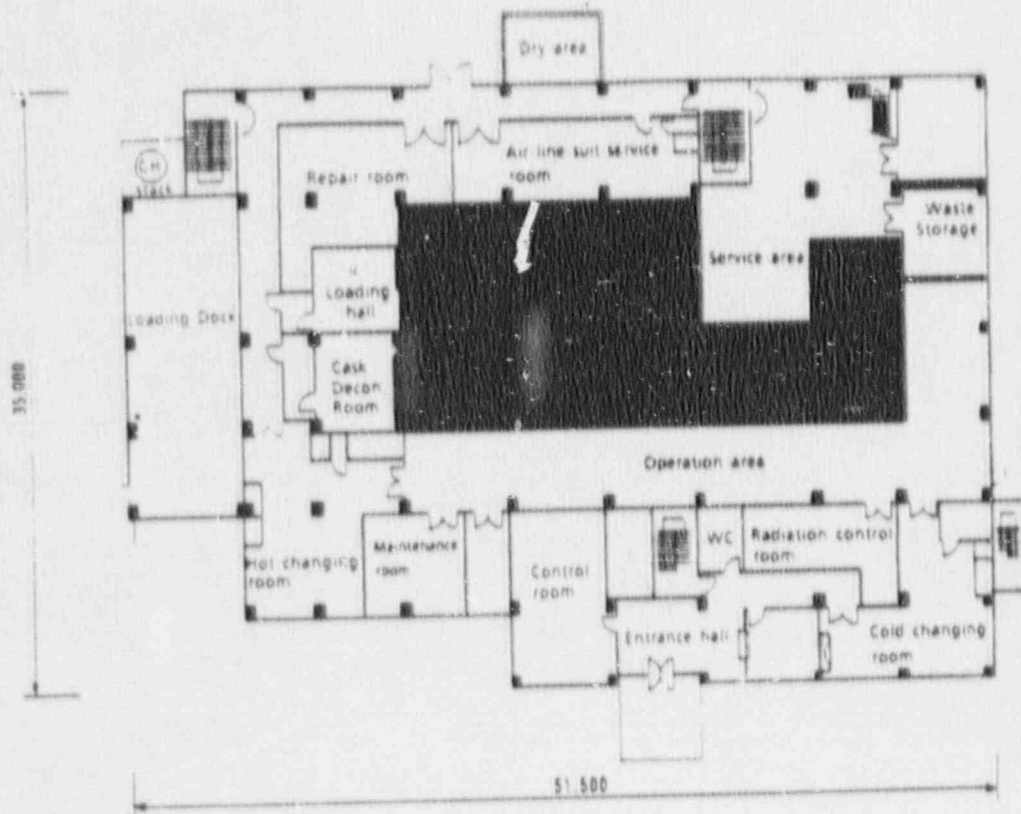 Dry area
Air line suit service
room
Repair room
stack
Waste
Storage
Service area
Loading
hall
Loading Dock
35.000
Cask
Decon
Room
Operation area
WC
Radiation control
room
Maintenance
room
Hot changing
room
Control
room
Entrance hall
Cold changing
room
51.500